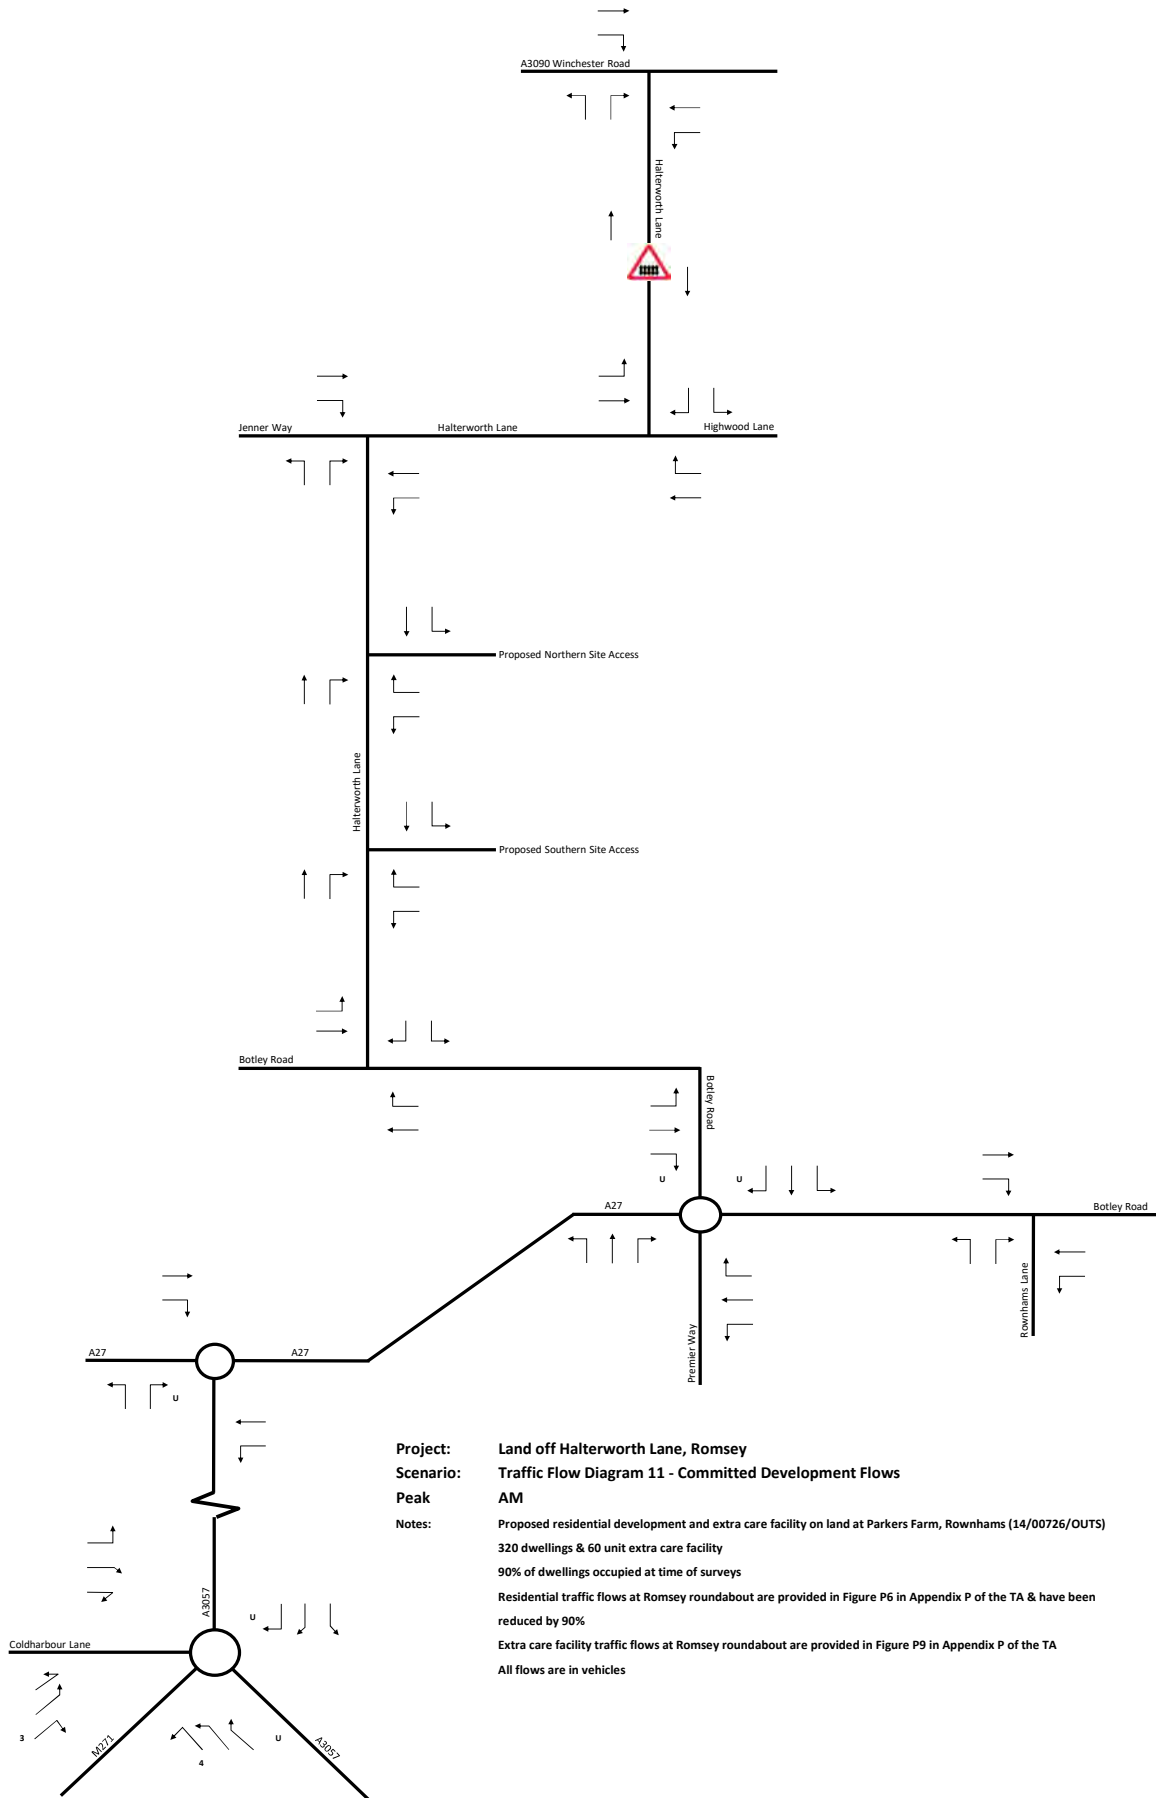 A3090 Winchester Road
Halterworth Lane
Jenner Way
Halterworth Lane
Highwood Lane
Proposed Northern Site Access
Halterworth Lane
Proposed Southern Site Access
Botley Road
Botley Road
U
U
A27
Botley Road
Rownhams Lane
Premier Way
A27
A27
U
Project: Land off Halterworth Lane, Romsey
Scenario: Traffic Flow Diagram 11 - Committed Development Flows
Peak AM
Notes: Proposed residential development and extra care facility on land at Parkers Farm, Rownhams (14/00726/OUTS)
320 dwellings & 60 unit extra care facility
90% of dwellings occupied at time of surveys
Residential traffic flows at Romsey roundabout are provided in Figure P6 in Appendix P of the TA & have been
reduced by 90%
Extra care facility traffic flows at Romsey roundabout are provided in Figure P9 in Appendix P of the TA
All flows are in vehicles
A3057
U
Coldharbour Lane
3
M271
4
U
A3057